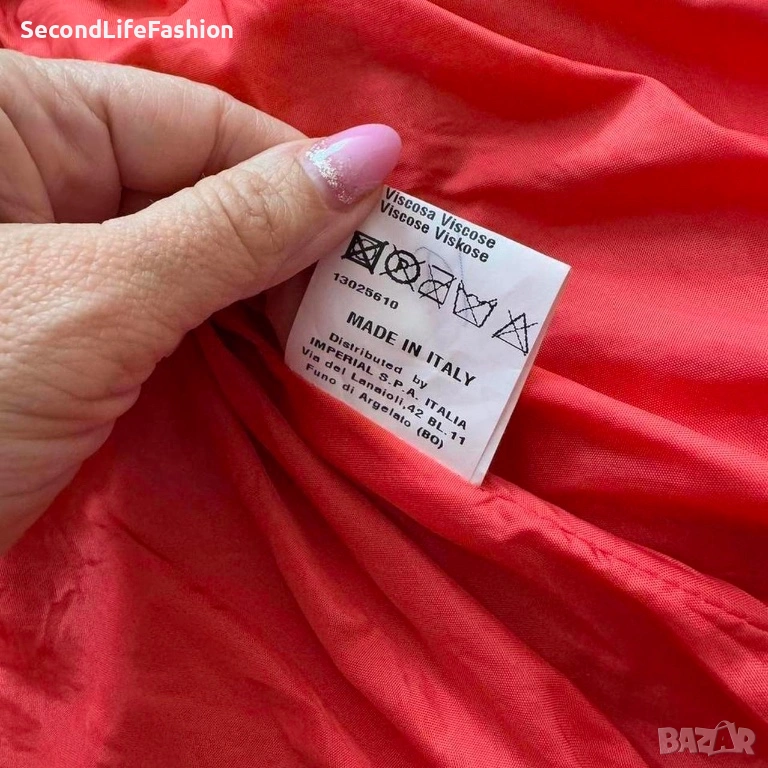 SecondLifeFashion
Viscosa Viscose
Viscose Viskose
13025610
MADE IN ITALY
Distributed by
IMPERIAL S.P.A. ITALIA
Via dei Lanaioli,42 BL.11
Funo di Argelato (BO)
BAZAR